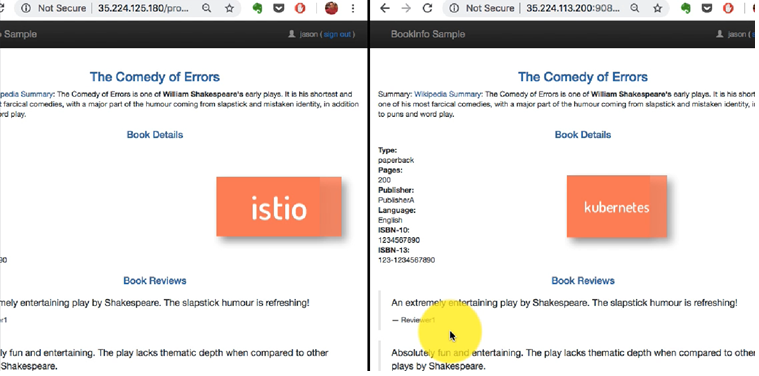 Not Secure | 35.224.125.180/pro...
Sample
jason (sign out)
The Comedy of Errors
pedia Summary: The Comedy of Errors is one of William Shakespeare's early plays. It is his shortest and
t farcical comedies, with a major part of the humour coming from slapstick and mistaken identity, in addition
ord play.
Book Details
istio
90
Book Reviews
mely entertaining play by Shakespeare. The slapstick humour is refreshing!
er1
ly fun and entertaining. The play lacks thematic depth when compared to other
Shakespeare.
Not Secure | 35.224.113.200:908...
BookInfo Sample
jason (
The Comedy of Errors
Summary: Wikipedia Summary: The Comedy of Errors is one of William Shakespeare's early plays. It is his short
one of his most farcical comedies, with a major part of the humour coming from slapstick and mistaken identity, i
to puns and word play.
Book Details
Type:
paperback
Pages:
200
Publisher:
PublisherA
Language:
English
ISBN-10:
1234567890
ISBN-13:
123-1234567890
kubernetes
Book Reviews
An extremely entertaining play by Shakespeare. The slapstick humour is refreshing!
— Reviewer1
Absolutely fun and entertaining. The play lacks thematic depth when compared to othe
plays by Shakespeare.